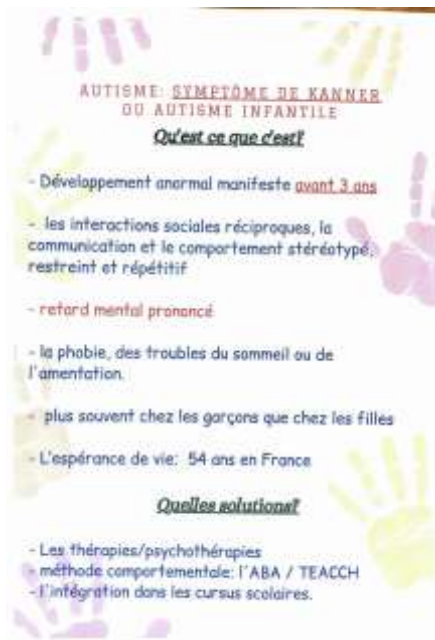 AUTISME: SYMPTÔME DE KANNER
OU AUTISME INFANTILE
Qu'est ce que c'est?
- Développement anormal manifeste avant 3 ans
- les interactions sociales réciproques, la
communication et le comportement stéréotypé,
restreint et répétitif
- retard mental prononcé
- la phobie, des troubles du sommeil ou de
l'amentation.
- plus souvent chez les garçons que chez les filles
- L'espérance de vie: 54 ans en France
Quelles solutions?
- Les thérapies/psychothérapies
- méthode comportementale: l'ABA / TEACCH
- l'intégration dans les cursus scolaires.